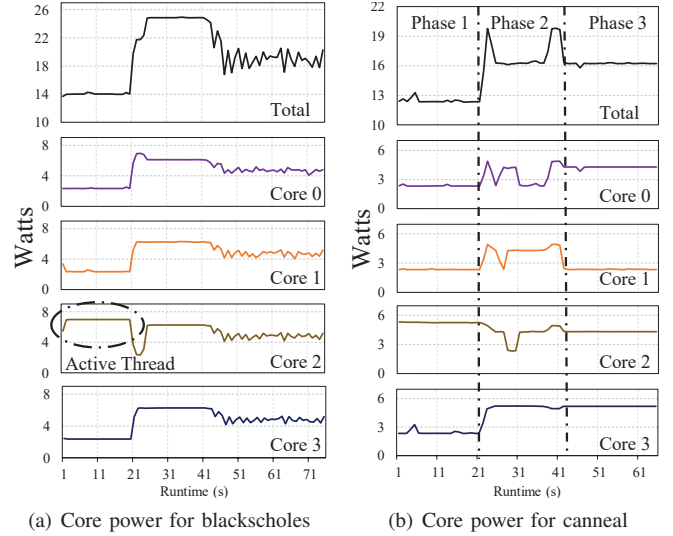 26
22
18
14
10
Total
8
4
0
Core 0
8
4
0
Core 1
8
4
0
Active Thread
Core 2
8
4
0
Core 3
1 11 21 31 41 51 61 71
Runtime (s)
Watts
(a) Core power for blackscholes
22
19
16
13
10
Phase 1 Phase 2 Phase 3
Total
6
3
0
Core 0
6
3
0
Core 1
6
3
0
Core 2
6
3
0
Core 3
1 11 21 31 41 51 61
Runtime (s)
Watts
(b) Core power for canneal